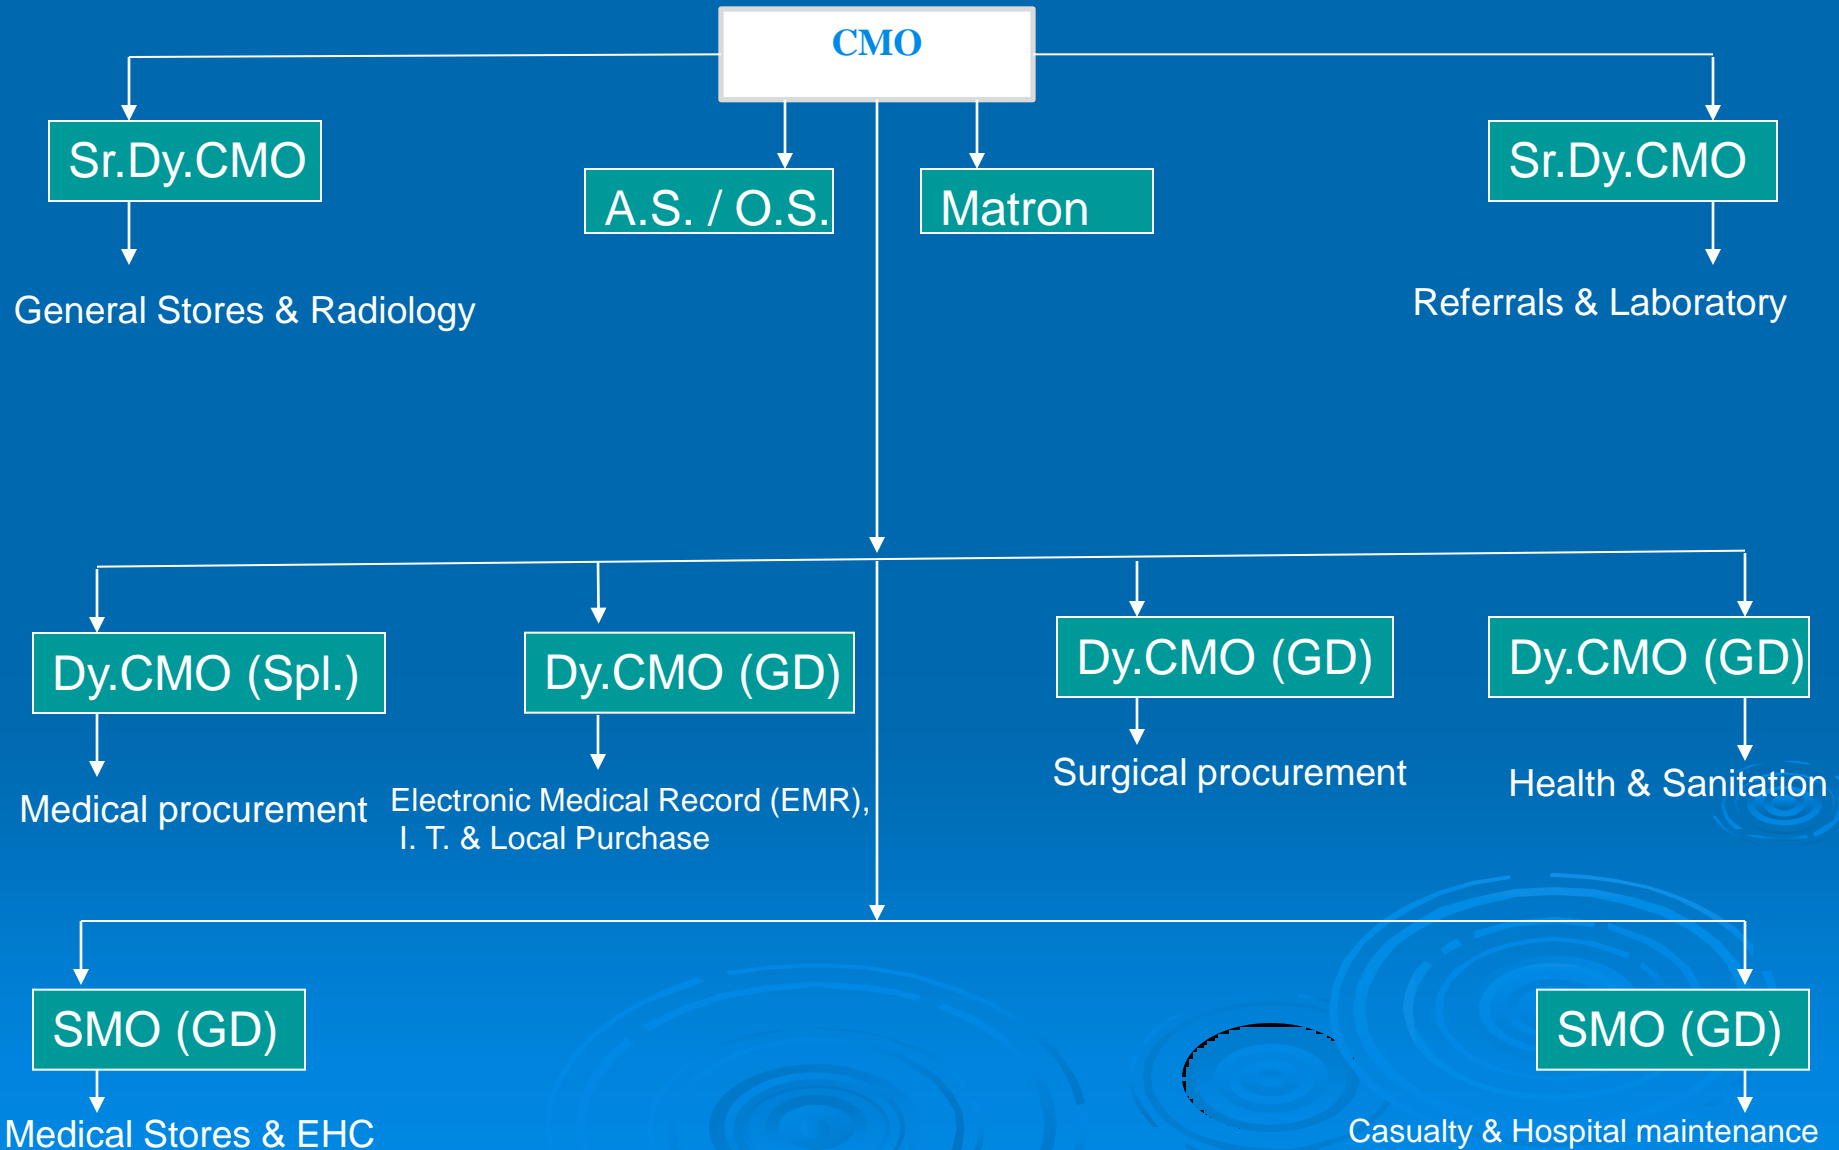 CMO
Sr.Dy.CMO
A.S. / O.S.
Matron
Sr.Dy.CMO
General Stores & Radiology
Referrals & Laboratory
Dy.CMO (Spl.)
Dy.CMO (GD)
Dy.CMO (GD)
Dy.CMO (GD)
Medical procurement
Electronic Medical Record (EMR),
I. T. & Local Purchase
Surgical procurement
Health & Sanitation
SMO (GD)
SMO (GD)
Medical Stores & EHC
Casualty & Hospital maintenance